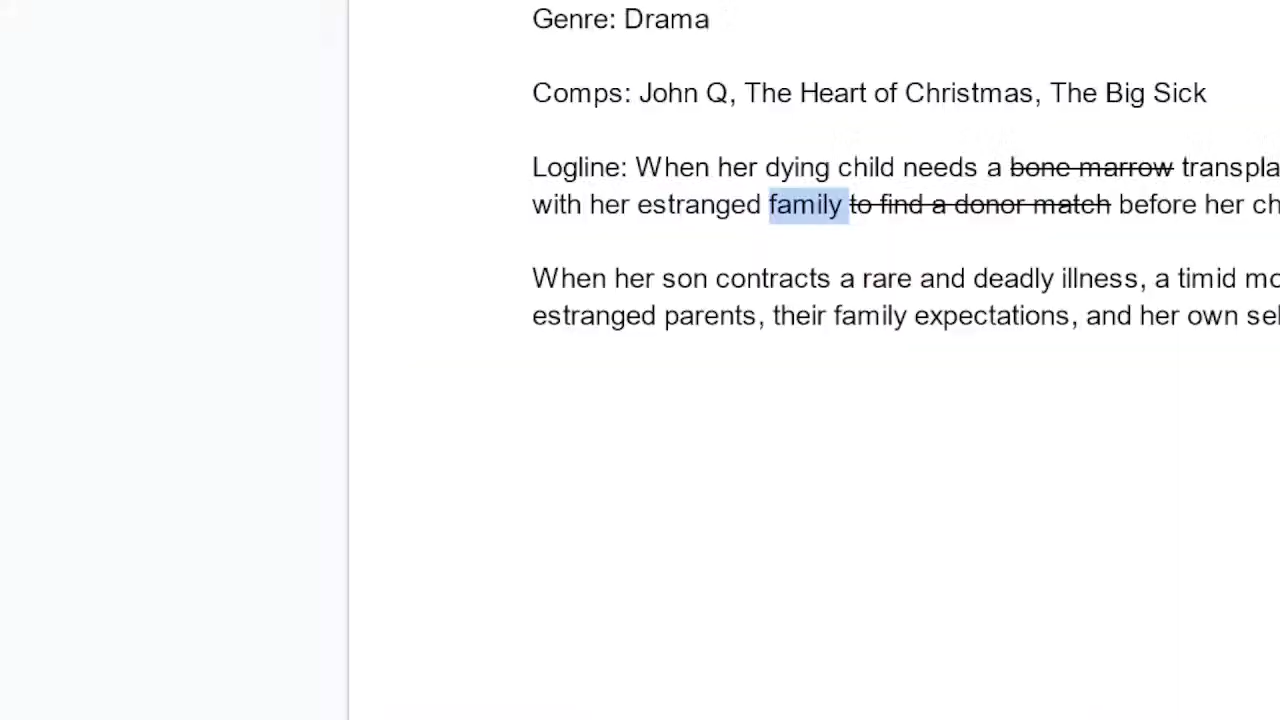 Genre: Drama
Comps: John Q, The Heart of Christmas, The Big Sick
Logline: When her dying child needs a bone marrow transpla
with her estranged family to find a donor match before her ch
When her son contracts a rare and deadly illness, a timid mo
estranged parents, their family expectations, and her own sel